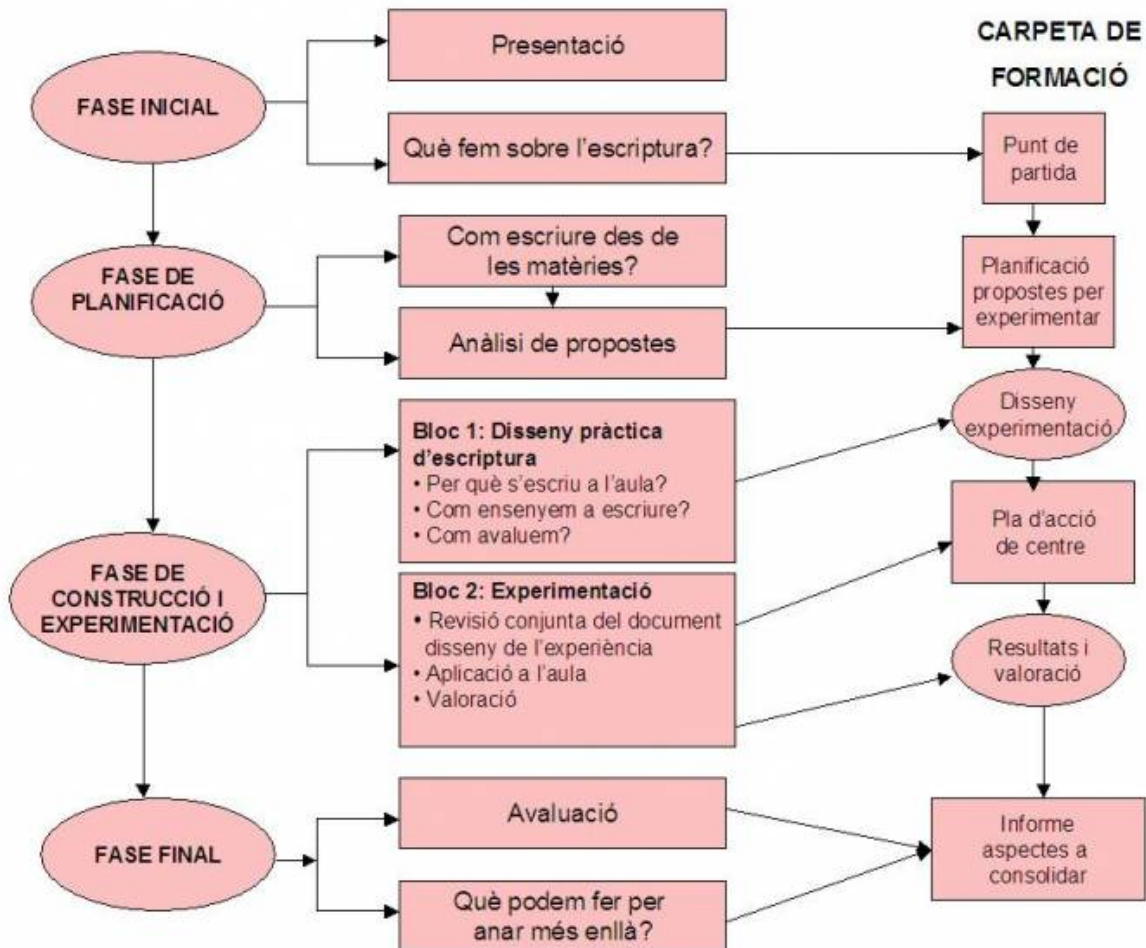 Presentació
CARPETA DE
FORMACIÓ
FASE INICIAL
Què fem sobre l'escriptura?
Punt de
partida
FASE DE
PLANIFICACIÓ
Com escriure des de
les matèries?
Anàlisi de propostes
Planificació
propostes per
experimentar
Disseny
experimentació
FASE DE
CONSTRUCCIÓ I
EXPERIMENTACIÓ
Bloc 1: Disseny pràctica
d'escriptura
• Per què s'escriu a l'aula?
• Com ensenyem a escriure?
• Com avaluem?
Pla d'acció
de centre
Bloc 2: Experimentació
• Revisió conjunta del document
disseny de l'experiència
• Aplicació a l'aula
• Valoració
Resultats i
valoració
FASE FINAL
Avaluació
Què podem fer per
anar més enllà?
Informe
aspectes a
consolidar